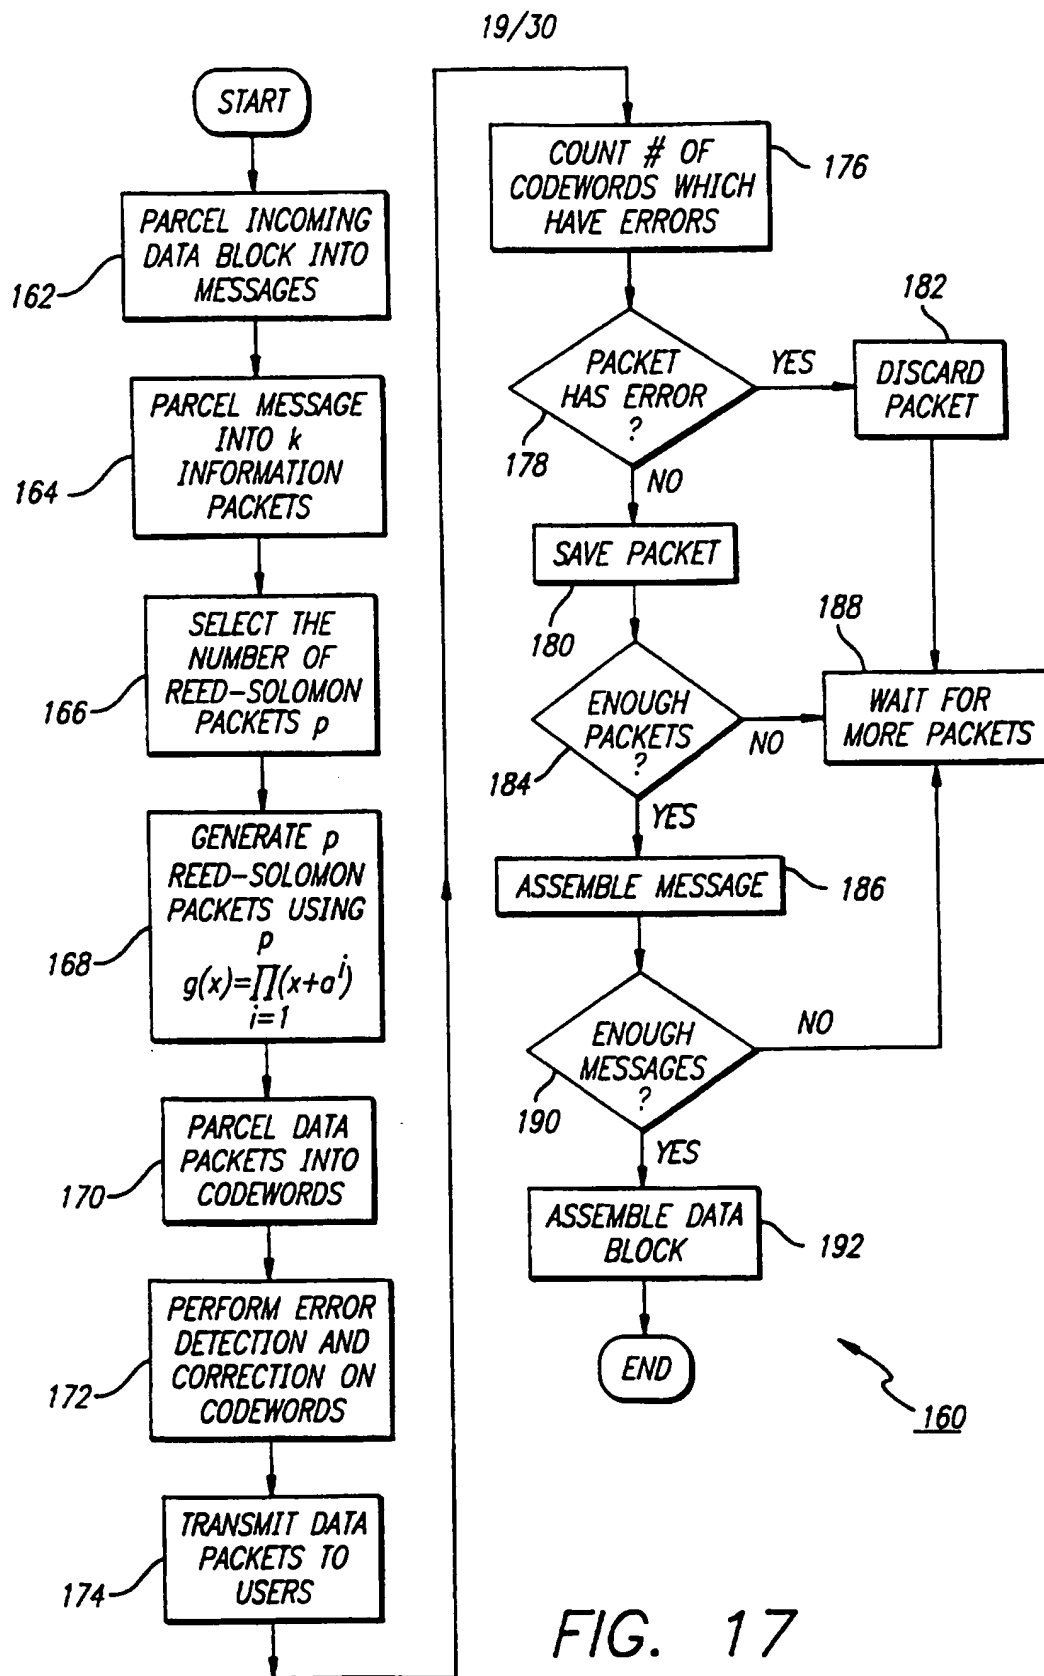 19/30
START
PARCEL INCOMING
DATA BLOCK INTO
MESSAGES
162
PARCEL MESSAGE
INTO k
INFORMATION
PACKETS
164
SELECT THE
NUMBER OF
REED-SOLOMON
PACKETS p
166
GENERATE p
REED-SOLOMON
PACKETS USING
p
g(x)=∏(x+a^i)
i=1
168
PARCEL DATA
PACKETS INTO
CODEWORDS
170
PERFORM ERROR
DETECTION AND
CORRECTION ON
CODEWORDS
172
TRANSMIT DATA
PACKETS TO
USERS
174
COUNT # OF
CODEWORDS WHICH
HAVE ERRORS
176
PACKET
HAS ERROR
?
178
YES
182
DISCARD
PACKET
NO
SAVE PACKET
180
188
WAIT FOR
MORE PACKETS
ENOUGH
PACKETS
?
184
NO
YES
ASSEMBLE MESSAGE
186
ENOUGH
MESSAGES
?
190
NO
YES
ASSEMBLE DATA
BLOCK
192
END
160
FIG. 17